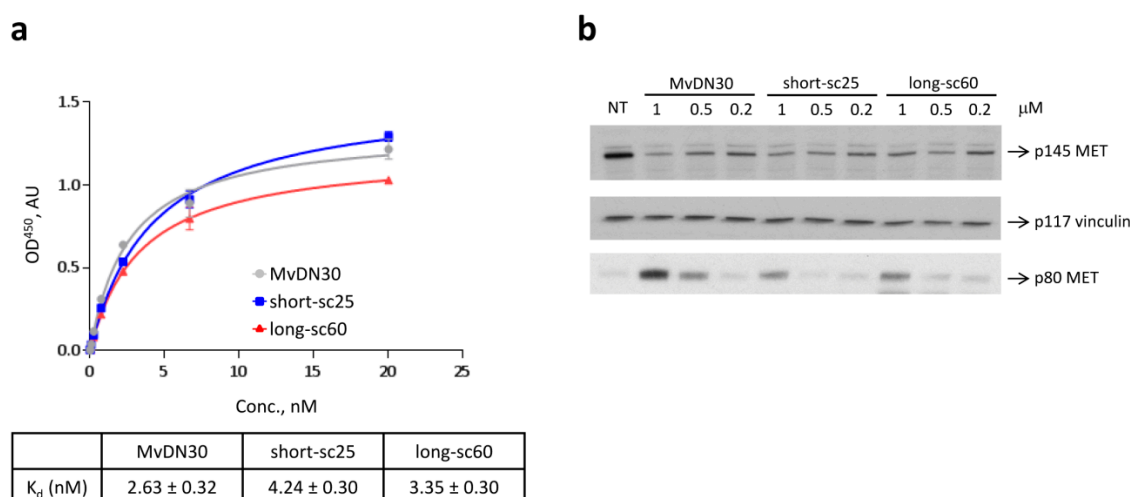 a
1.5
1.0
0.5
0.0
OD450, AU
MvDN30
short-sc25
long-sc60
0 5 10 15 20 25
Conc., nM
MvDN30 short-sc25 long-sc60
Kd (nM) 2.63 ± 0.32 4.24 ± 0.30 3.35 ± 0.30
b
MvDN30 short-sc25 long-sc60
NT 1 0.5 0.2 1 0.5 0.2 1 0.5 0.2 μM
p145 MET
p117 vinculin
p80 MET